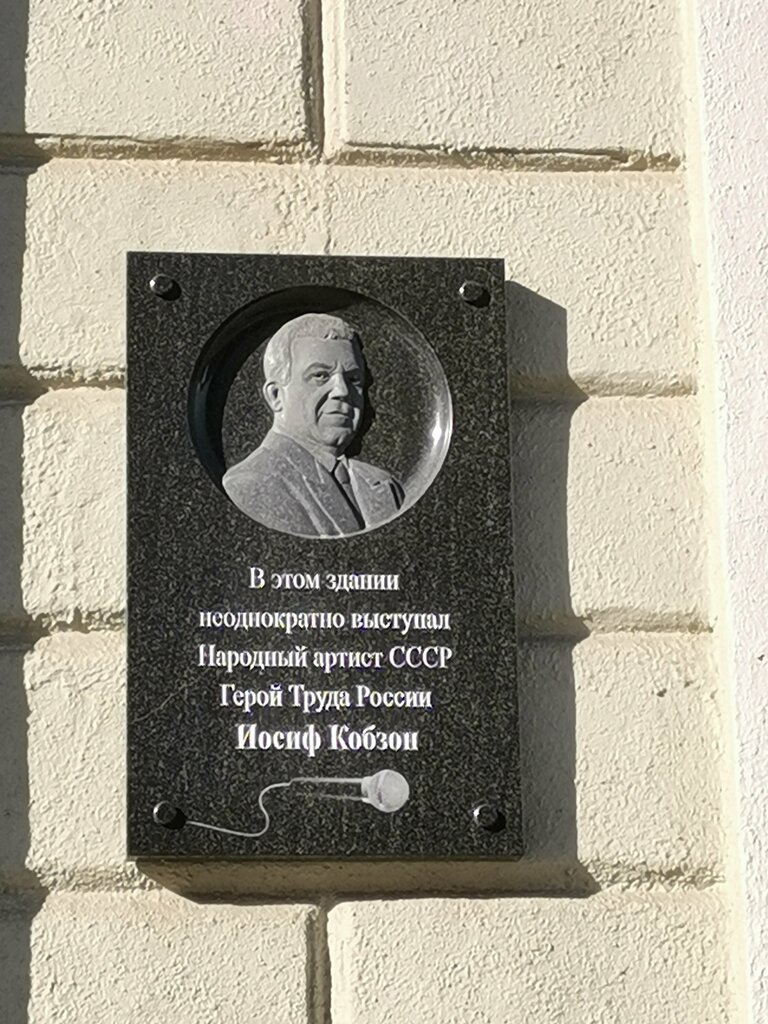 В этом здании
неоднократно выступал
Народный артист СССР
Герой Труда России
Иосиф Кобзон